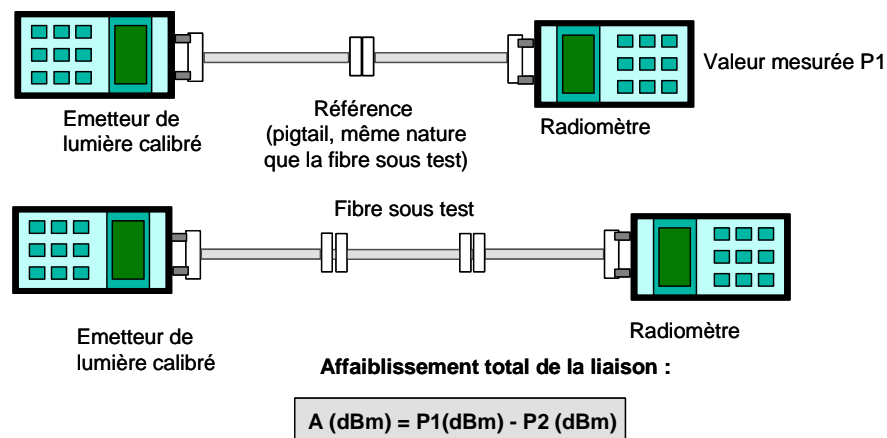 Valeur mesurée P1
Emetteur de
lumière calibré
Référence
(pigtail, même nature
que la fibre sous test)
Radiomètre
Fibre sous test
Emetteur de
lumière calibré
Radiomètre
Affaiblissement total de la liaison :
A (dBm) = P1(dBm) - P2 (dBm)